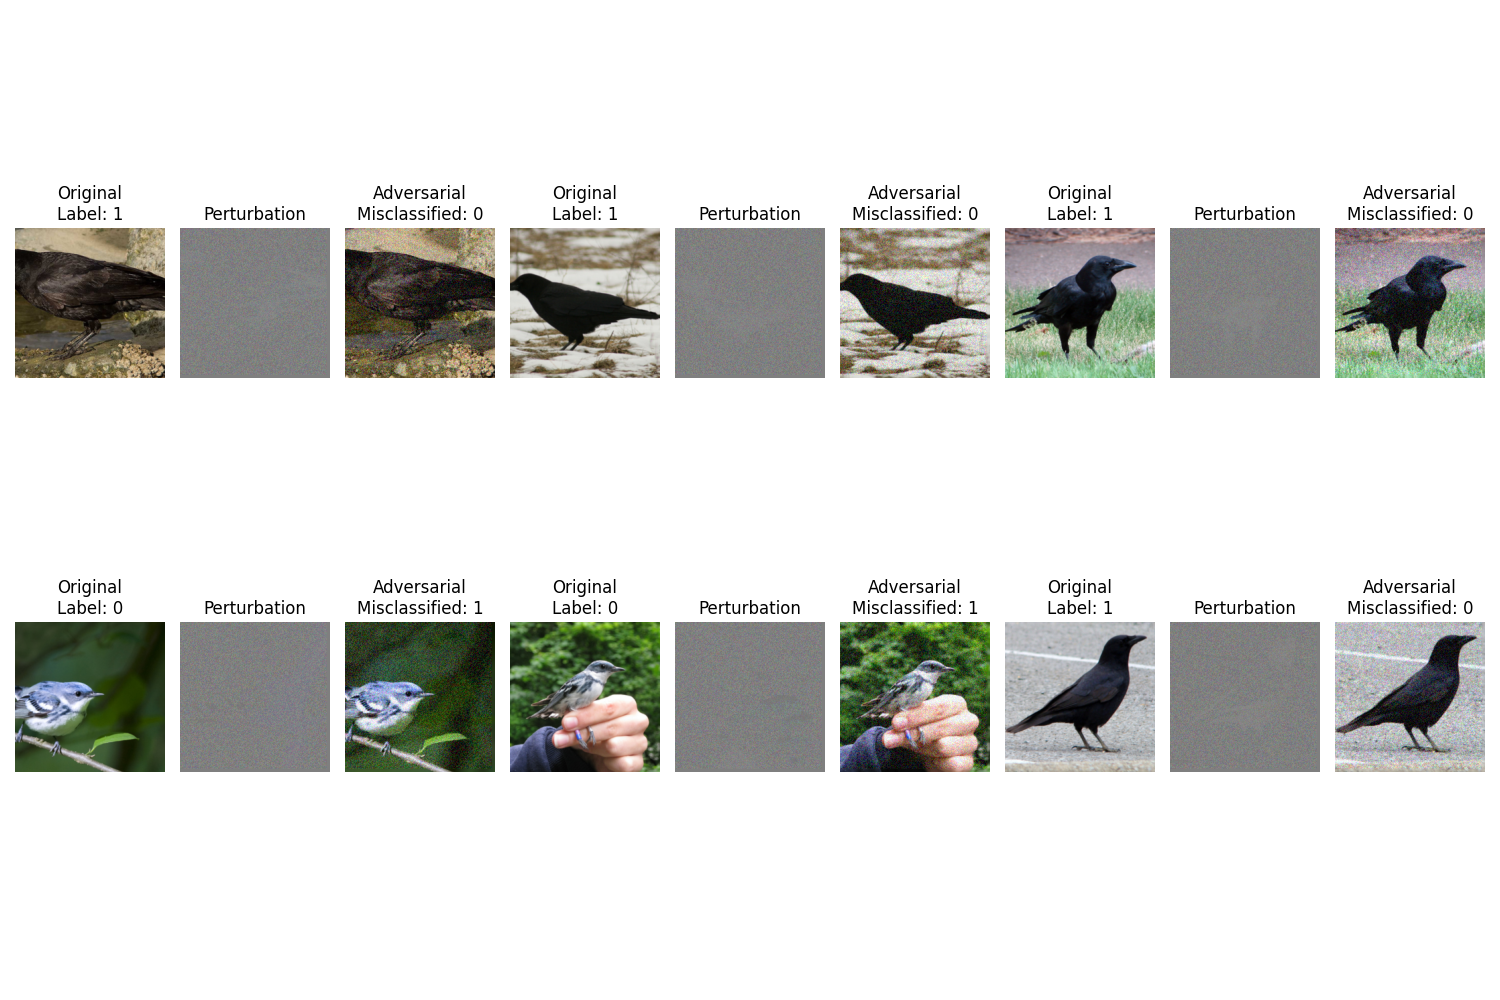 Original
Label: 1
Perturbation
Adversarial
Misclassified: 0
Original
Label: 1
Perturbation
Adversarial
Misclassified: 0
Original
Label: 1
Perturbation
Adversarial
Misclassified: 0
Original
Label: 0
Perturbation
Adversarial
Misclassified: 1
Original
Label: 0
Perturbation
Adversarial
Misclassified: 1
Original
Label: 1
Perturbation
Adversarial
Misclassified: 0